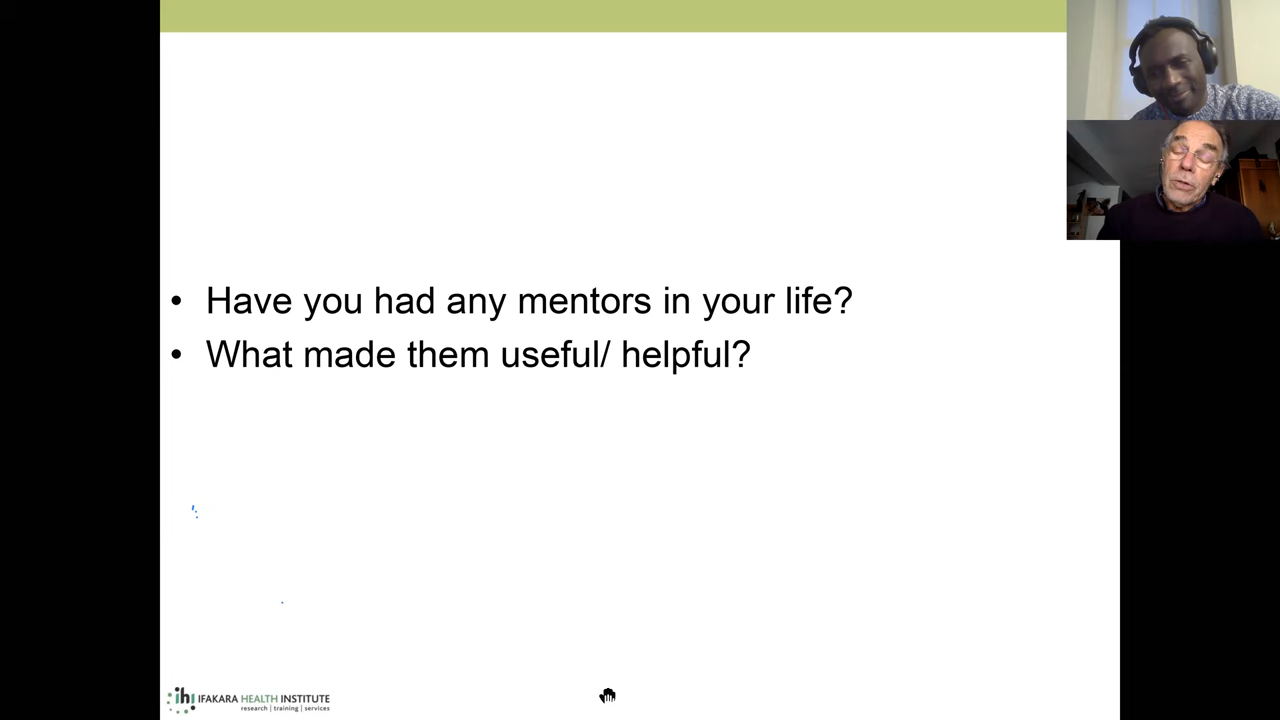 • Have you had any mentors in your life?
• What made them useful/ helpful?
ihi IFAKARA HEALTH INSTITUTE
research | training | services